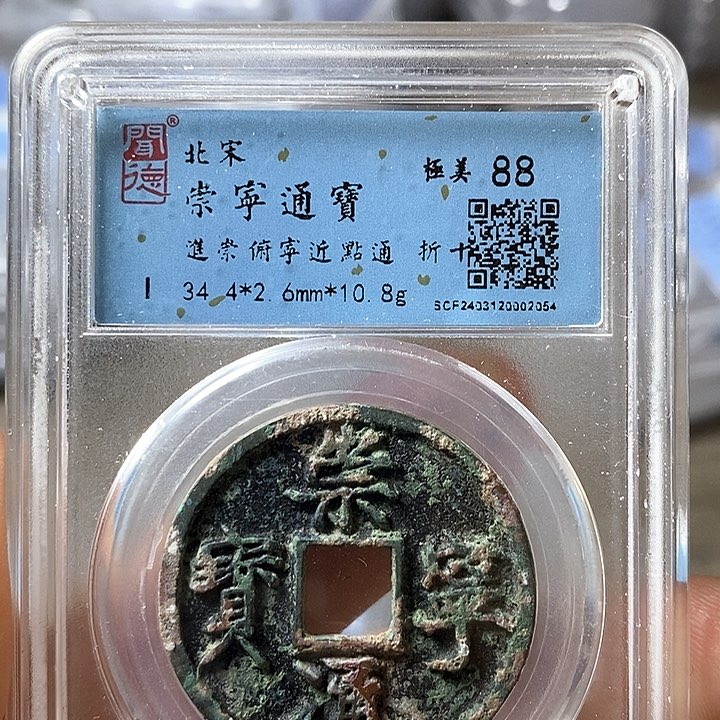 聞德®
北宋
極美 88
崇寧通寶
進崇俯寧近點通 折十
34.4*2.6mm*10.8g
SCF2403120002054
崇
寶
寧
通